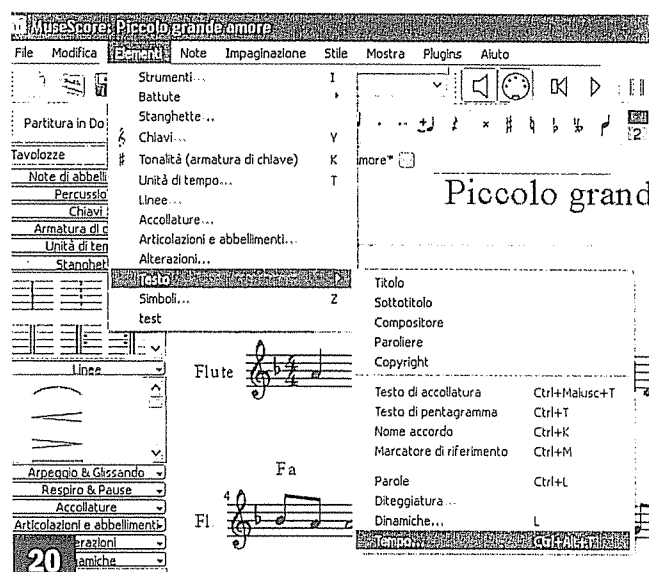 MuseScore: Piccolo grande amore
File Modifica Elementi Note Impaginazione Stile Mostra Plugins Aiuto
Strumenti... I
Battute
Stanghette...
Partitura in Do
Chiavi... Y
Tavolozze
Tonalità (armatura di chiave) K
more*
Note di abbelli
Unità di tempo... T
Percussio
Linee...
Piccolo grand
Chiavi
Accollature...
Armatura di c
Articolazioni e abbellimenti...
Unità di ten
Alterazioni...
Stanghet
Testo
Simboli... Z
test
Titolo
Sottotitolo
Compositore
Paroliere
Copyright
Linee
Flute
Testo di accollatura Ctrl+Maiusc+T
Testo di pentagramma Ctrl+T
Nome accordo Ctrl+K
Marcatore di riferimento Ctrl+M
Parole Ctrl+L
Diteggiatura...
Dinamiche... L
Tempo... Ctrl+Alt+T
Arpeggio & Glissando
Respiro & Pause
Accollature
Articolazioni e abbellimenti
erazioni
amiche
Fa
4
Fl.
20